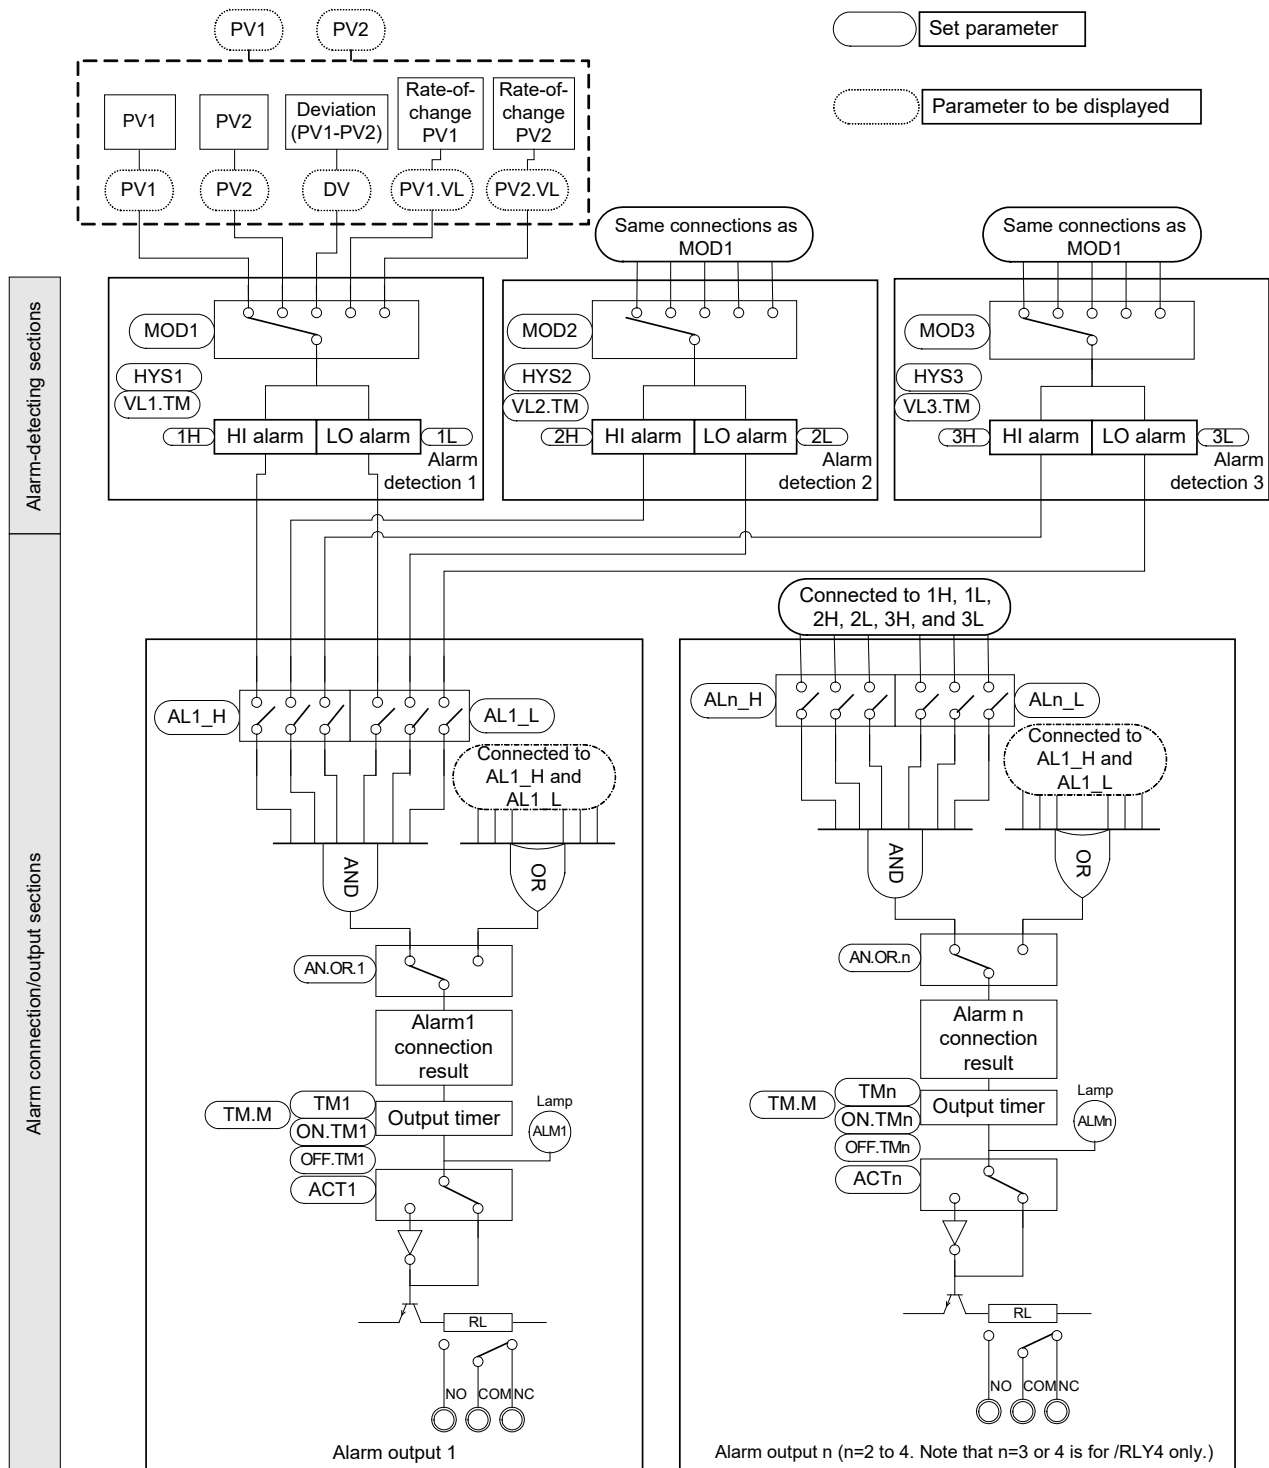 PV1
PV2
Set parameter
Parameter to be displayed
PV1
PV2
Deviation
(PV1-PV2)
Rate-of-
change
PV1
Rate-of-
change
PV2
PV1
PV2
DV
PV1.VL
PV2.VL
Same connections as
MOD1
Same connections as
MOD1
Alarm-detecting sections
MOD1
HYS1
VL1.TM
1H
HI alarm
LO alarm
1L
Alarm
detection 1
MOD2
HYS2
VL2.TM
2H
HI alarm
LO alarm
2L
Alarm
detection 2
MOD3
HYS3
VL3.TM
3H
HI alarm
LO alarm
3L
Alarm
detection 3
Alarm connection/output sections
AL1_H
AL1_L
Connected to
AL1_H and
AL1_L
AND
OR
AN.OR.1
Alarm1
connection
result
TM.M
TM1
ON.TM1
OFF.TM1
Output timer
Lamp
ALM1
ACT1
RL
NO
COM
NC
Alarm output 1
Connected to 1H, 1L,
2H, 2L, 3H, and 3L
ALn_H
ALn_L
Connected to
AL1_H and
AL1_L
AND
OR
AN.OR.n
Alarm n
connection
result
TM.M
TMn
ON.TMn
OFF.TMn
Output timer
Lamp
ALMn
ACTn
RL
NO
COM
NC
Alarm output n (n=2 to 4. Note that n=3 or 4 is for /RLY4 only.)